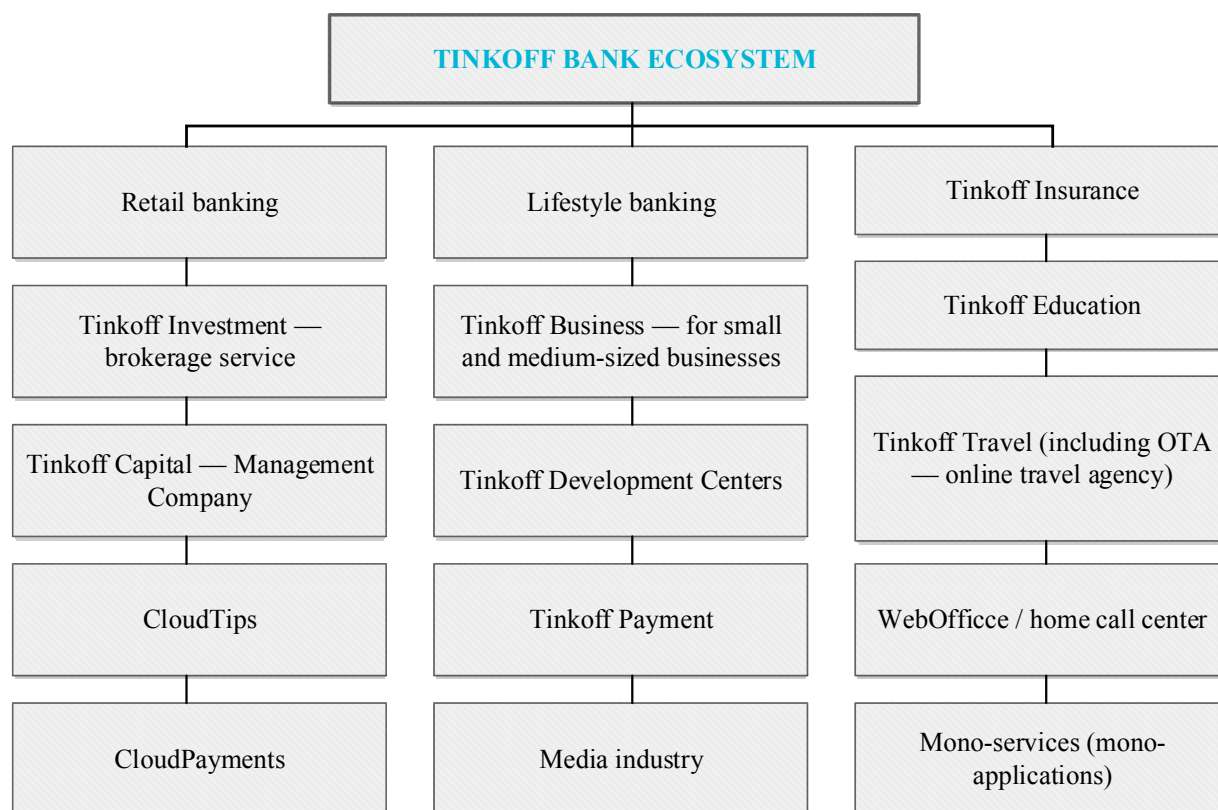 TINKOFF BANK ECOSYSTEM
Retail banking
Tinkoff Investment —
brokerage service
Tinkoff Capital — Management
Company
CloudTips
CloudPayments
Lifestyle banking
Tinkoff Business — for small
and medium-sized businesses
Tinkoff Development Centers
Tinkoff Payment
Media industry
Tinkoff Insurance
Tinkoff Education
Tinkoff Travel (including OTA
— online travel agency)
WebOfficce / home call center
Mono-services (mono-
applications)